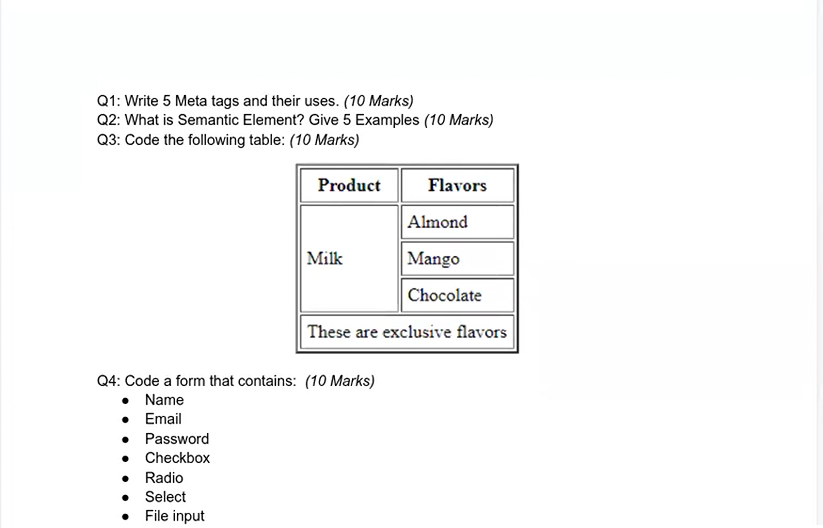 Q1: Write 5 Meta tags and their uses. (10 Marks)
Q2: What is Semantic Element? Give 5 Examples (10 Marks)
Q3: Code the following table: (10 Marks)
Product Flavors
Almond
Milk Mango
Chocolate
These are exclusive flavors
Q4: Code a form that contains: (10 Marks)
● Name
● Email
● Password
● Checkbox
● Radio
● Select
● File input